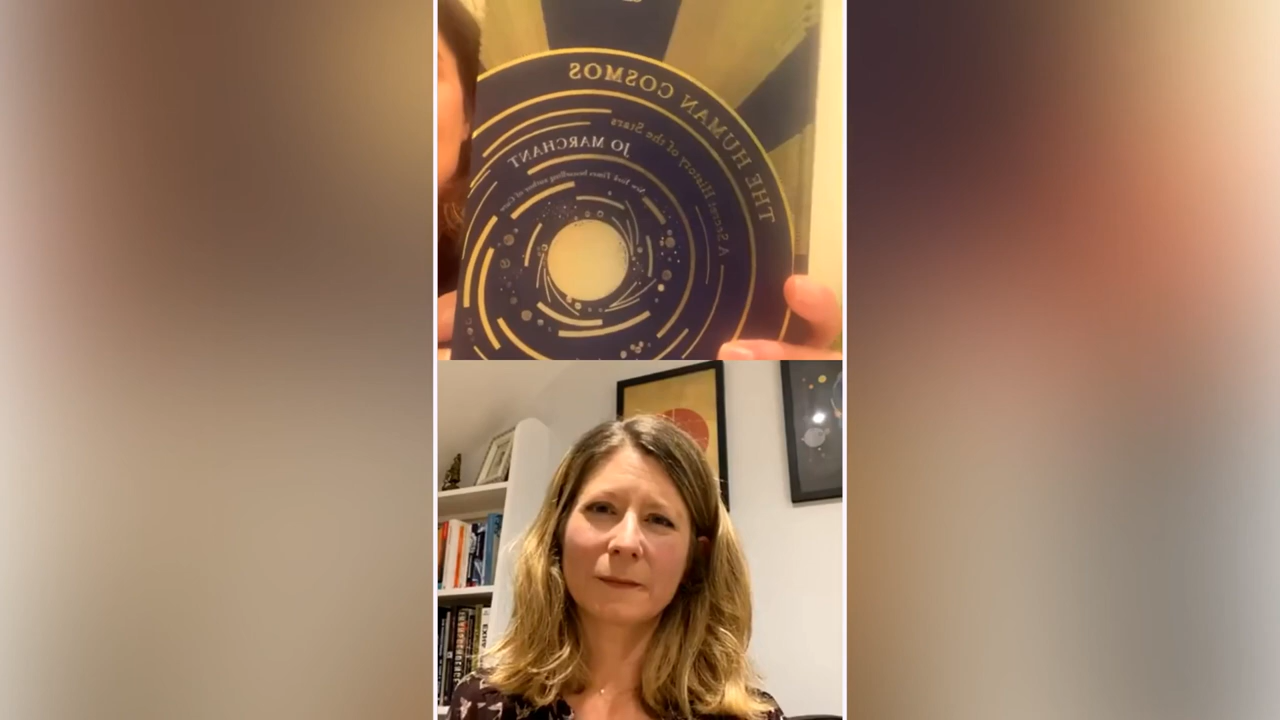 THE HUMAN COSMOS
A Secret History of the Stars
JO MARCHANT
New York Times bestselling author of Cure